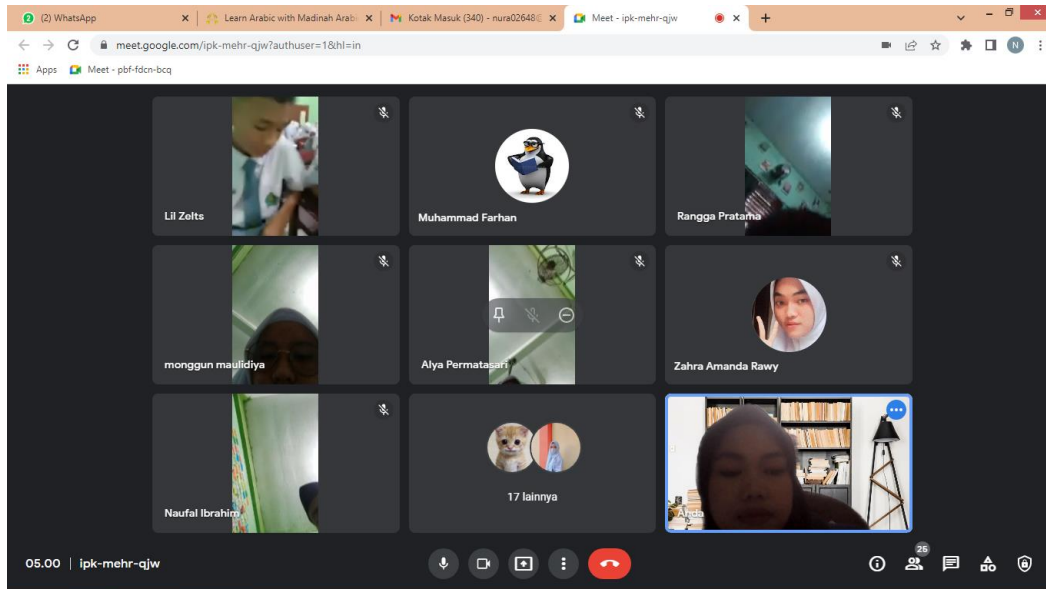 (2) WhatsApp
Learn Arabic with Madinah Arabi
Kotak Masuk (340) - nura02648@
Meet - ipk-mehr-qjw
meet.google.com/ipk-mehr-qjw?authuser=1&hl=in
N
Apps
Meet - pbf-fdcn-bcq
Lil Zelts
Muhammad Farhan
Rangga Pratama
monggun maulidiya
Alya Permatasari
Zahra Amanda Rawy
Naufal Ibrahim
17 lainnya
Anda
05.00 | ipk-mehr-qjw
25